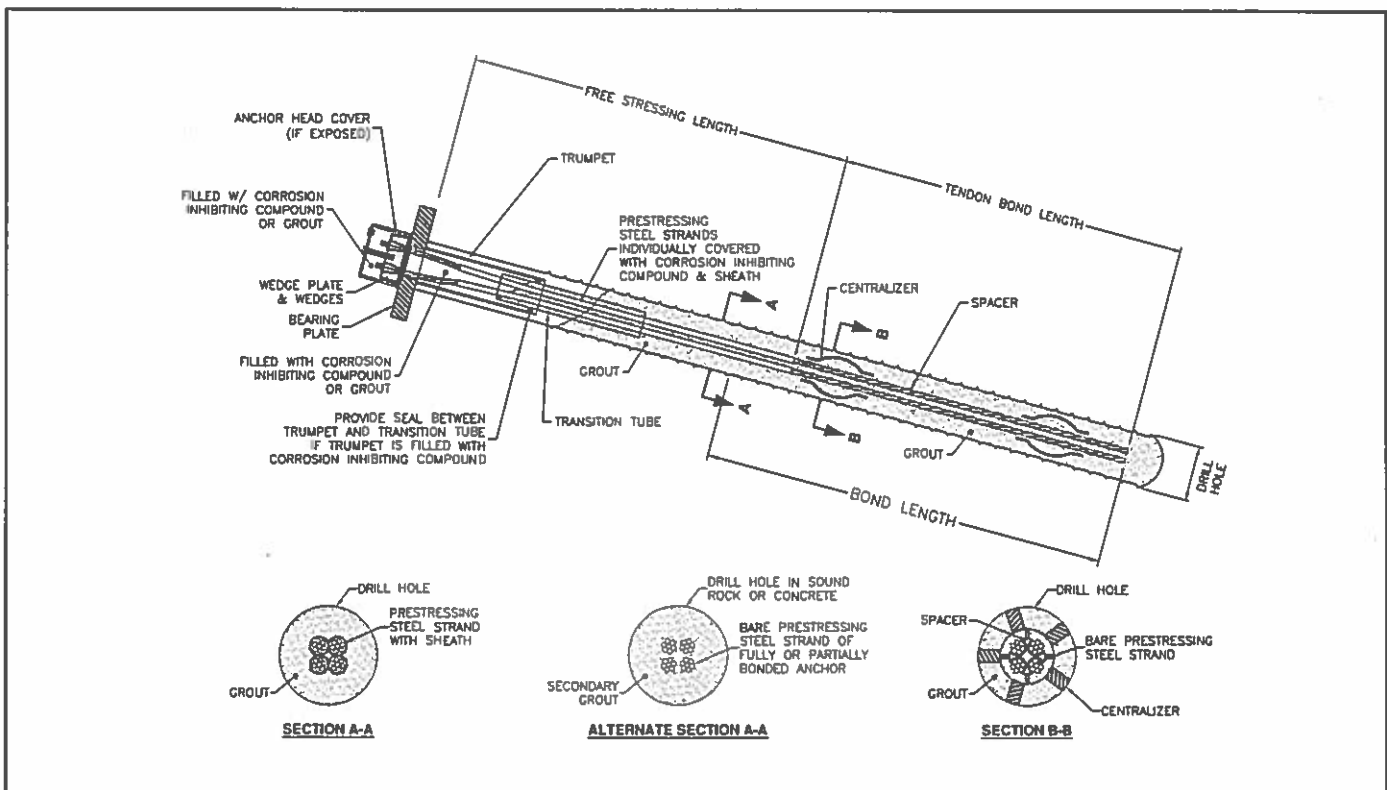 FREE STRESSING LENGTH
ANCHOR HEAD COVER
(IF EXPOSED)
TRUMPET
TENDON BOND LENGTH
FILLED W/ CORROSION
INHIBITING COMPOUND
OR GROUT
PRESTRESSING
STEEL STRANDS
INDIVIDUALLY COVERED
WITH CORROSION INHIBITING
COMPOUND & SHEATH
WEDGE PLATE
& WEDGES
CENTRALIZER
SPACER
A
B
BEARING
PLATE
FILLED WITH CORROSION
INHIBITING COMPOUND
OR GROUT
GROUT
A
PROVIDE SEAL BETWEEN
TRUMPET AND TRANSITION TUBE
IF TRUMPET IS FILLED WITH
CORROSION INHIBITING COMPOUND
TRANSITION TUBE
B
GROUT
DRILL
HOLE
BOND LENGTH
DRILL HOLE
PRESTRESSING
STEEL STRAND
WITH SHEATH
GROUT
SECTION A-A
DRILL HOLE IN SOUND
ROCK OR CONCRETE
BARE PRESTRESSING
STEEL STRAND OF
FULLY OR PARTIALLY
BONDED ANCHOR
SECONDARY
GROUT
ALTERNATE SECTION A-A
DRILL HOLE
SPACER
BARE PRESTRESSING
STEEL STRAND
GROUT
CENTRALIZER
SECTION B-B